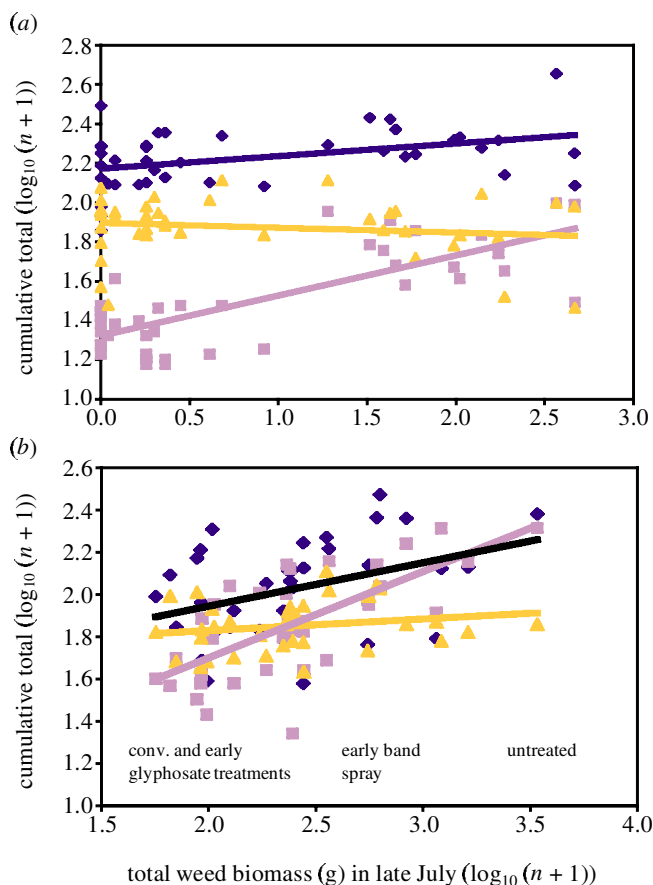 (a)
2.8
2.6
2.4
2.2
2.0
1.8
1.6
1.4
1.2
1.0
cumulative total (log10 (n + 1))
0.0 0.5 1.0 1.5 2.0 2.5 3.0
(b)
2.6
2.4
2.2
2.0
1.8
1.6
1.4
1.2
1.0
cumulative total (log10 (n + 1))
conv. and early
glyphosate treatments
early band
spray
untreated
1.5 2.0 2.5 3.0 3.5 4.0
total weed biomass (g) in late July (log10 (n + 1))